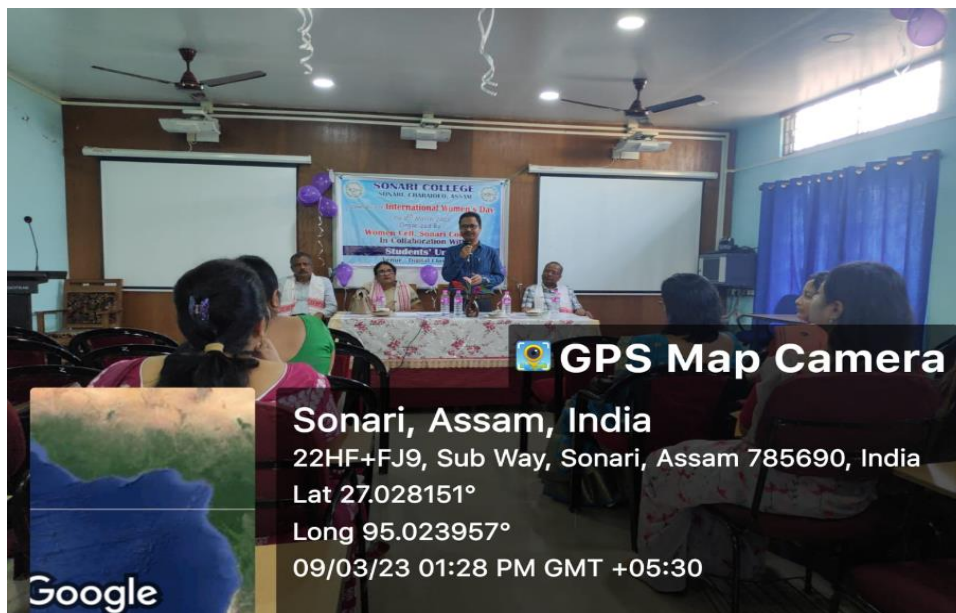 SONARI COLLEGE
SONARI, CHARAIDEO, ASSAM
International Women's Day
Women Cell, Sonari
In Collaboration
Students'
GPS Map Camera
Sonari, Assam, India
22HF+FJ9, Sub Way, Sonari, Assam 785690, India
Lat 27.028151°
Long 95.023957°
09/03/23 01:28 PM GMT +05:30
Google